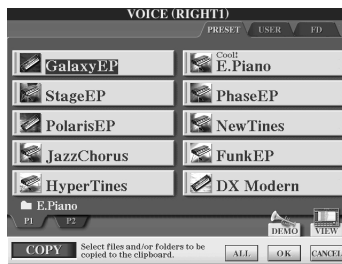 VOICE (RIGHT1)
PRESET USER FD
GalaxyEP
Cool!
E.Piano
StageEP
PhaseEP
PolarisEP
NewTines
JazzChorus
FunkEP
HyperTines
DX Modern
E.Piano
P1 P2
DEMO VIEW
COPY
Select files and/or folders to be
copied to the clipboard.
ALL OK CANCEL